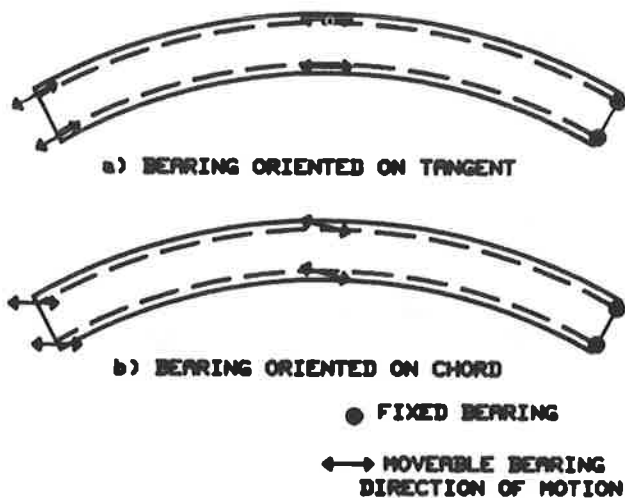 a) BEARING ORIENTED ON TANGENT
b) BEARING ORIENTED ON CHORD
FIXED BEARING
MOVEABLE BEARING
DIRECTION OF MOTION